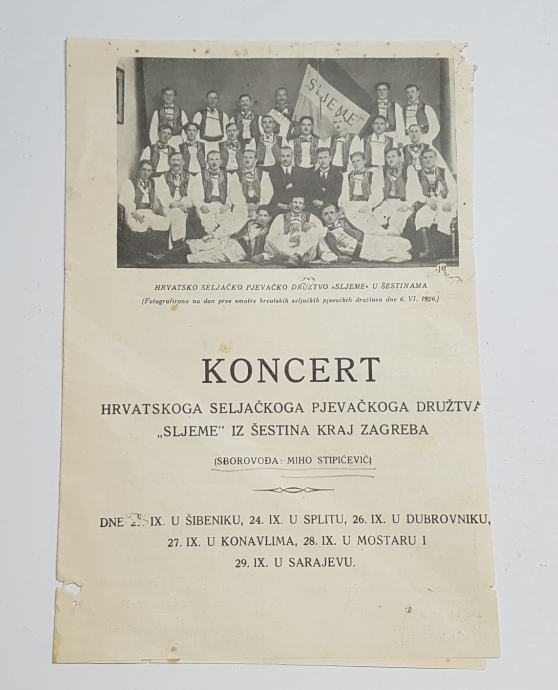 "SLJEME"
HRVATSKO SELJAČKO PJEVAČKO DRUŽTVO »SLJEME« U ŠESTINAMA
(Fotografirano na dan prve smotre hrvatskih seljačkih pjevačkih društava dne 6. VI. 1926.)
KONCERT
HRVATSKOGA SELJAČKOGA PJEVAČKOGA DRUŽTVA
„SLJEME" IZ ŠESTINA KRAJ ZAGREBA
(SBOROVOĐA: MIHO STIPIČEVIĆ)
DNE IX. U ŠIBENIKU, 24. IX. U SPLITU, 26. IX. U DUBROVNIKU,
27. IX. U KONAVLIMA, 28. IX. U MOSTARU I
29. IX. U SARAJEVU.